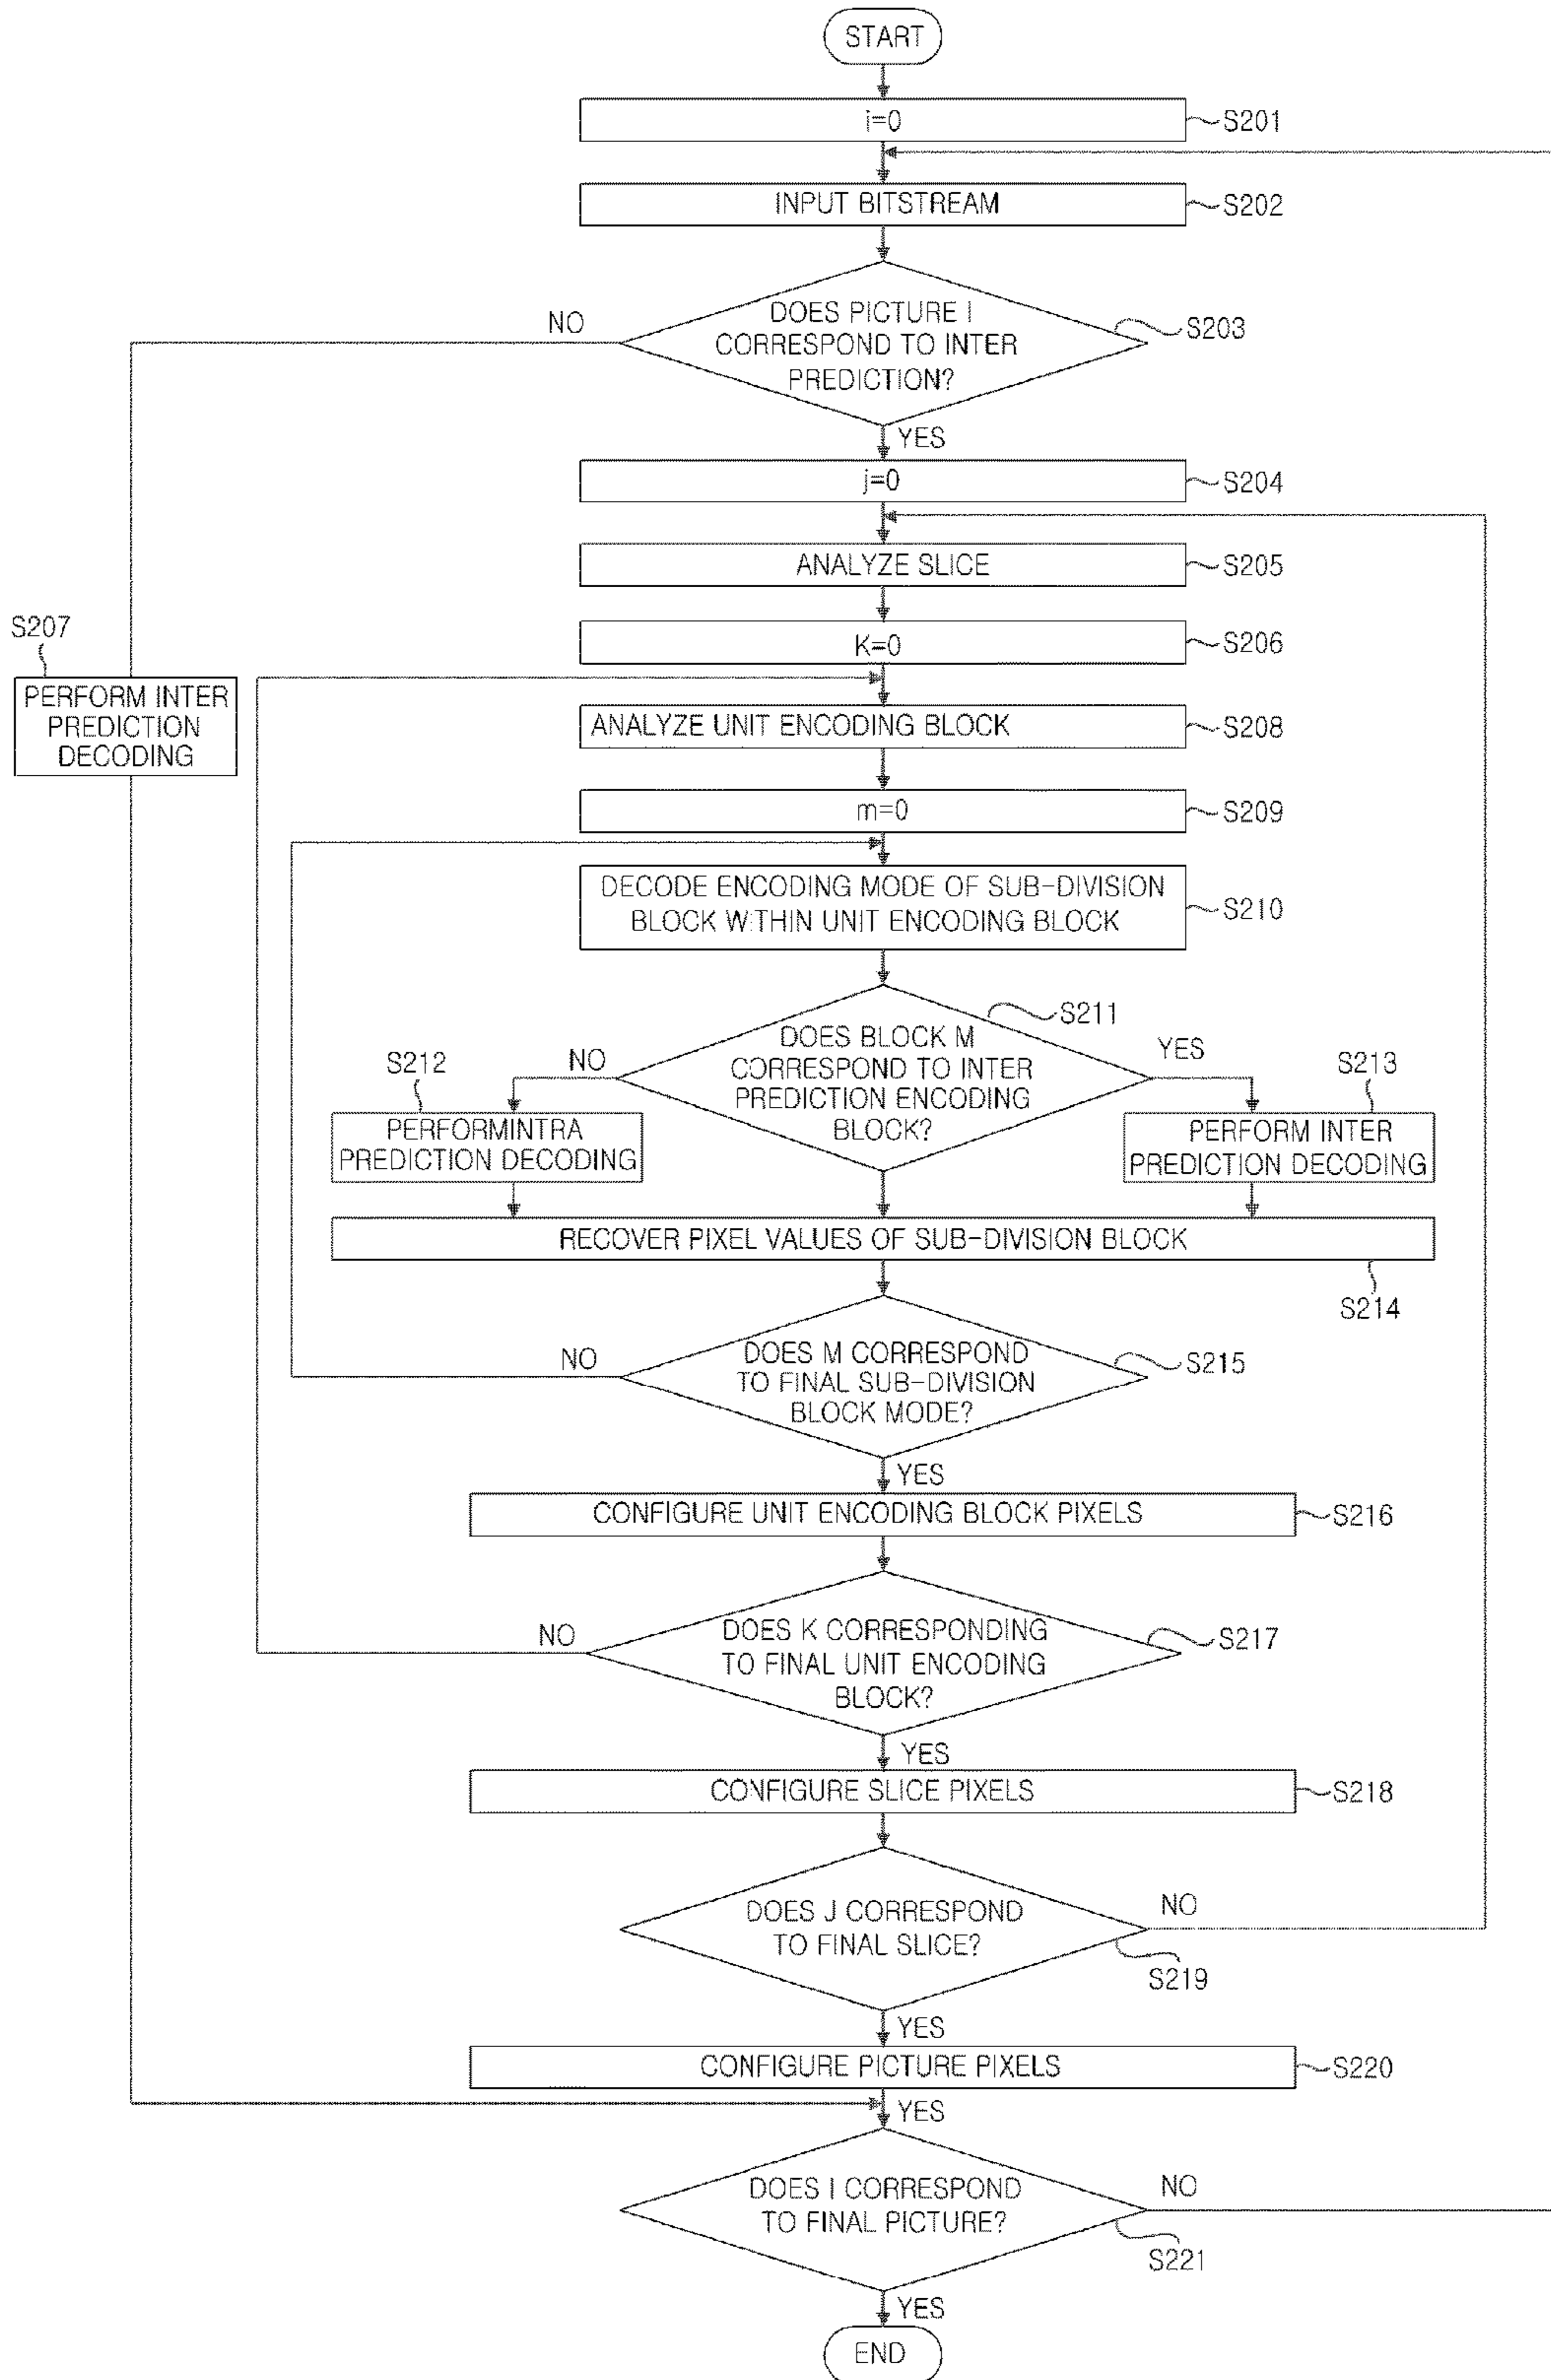 START
i=0
S201
INPUT BITSTREAM
S202
DOES PICTURE I
CORRESPOND TO INTER
PREDICTION?
S203
NO
YES
j=0
S204
ANALYZE SLICE
S205
S207
PERFORM INTER
PREDICTION
DECODING
K=0
S206
ANALYZE UNIT ENCODING BLOCK
S208
m=0
S209
DECODE ENCODING MODE OF SUB-DIVISION
BLOCK WITHIN UNIT ENCODING BLOCK
S210
DOES BLOCK M
CORRESPOND TO INTER
PREDICTION ENCODING
BLOCK?
S211
NO
YES
S212
PERFORMINTRA
PREDICTION DECODING
S213
PERFORM INTER
PREDICTION DECODING
RECOVER PIXEL VALUES OF SUB-DIVISION BLOCK
S214
DOES M CORRESPOND
TO FINAL SUB-DIVISION
BLOCK MODE?
S215
NO
YES
CONFIGURE UNIT ENCODING BLOCK PIXELS
S216
DOES K CORRESPONDING
TO FINAL UNIT ENCODING
BLOCK?
S217
NO
YES
CONFIGURE SLICE PIXELS
S218
DOES J CORRESPOND
TO FINAL SLICE?
NO
S219
YES
CONFIGURE PICTURE PIXELS
S220
YES
DOES I CORRESPOND
TO FINAL PICTURE?
NO
S221
YES
END